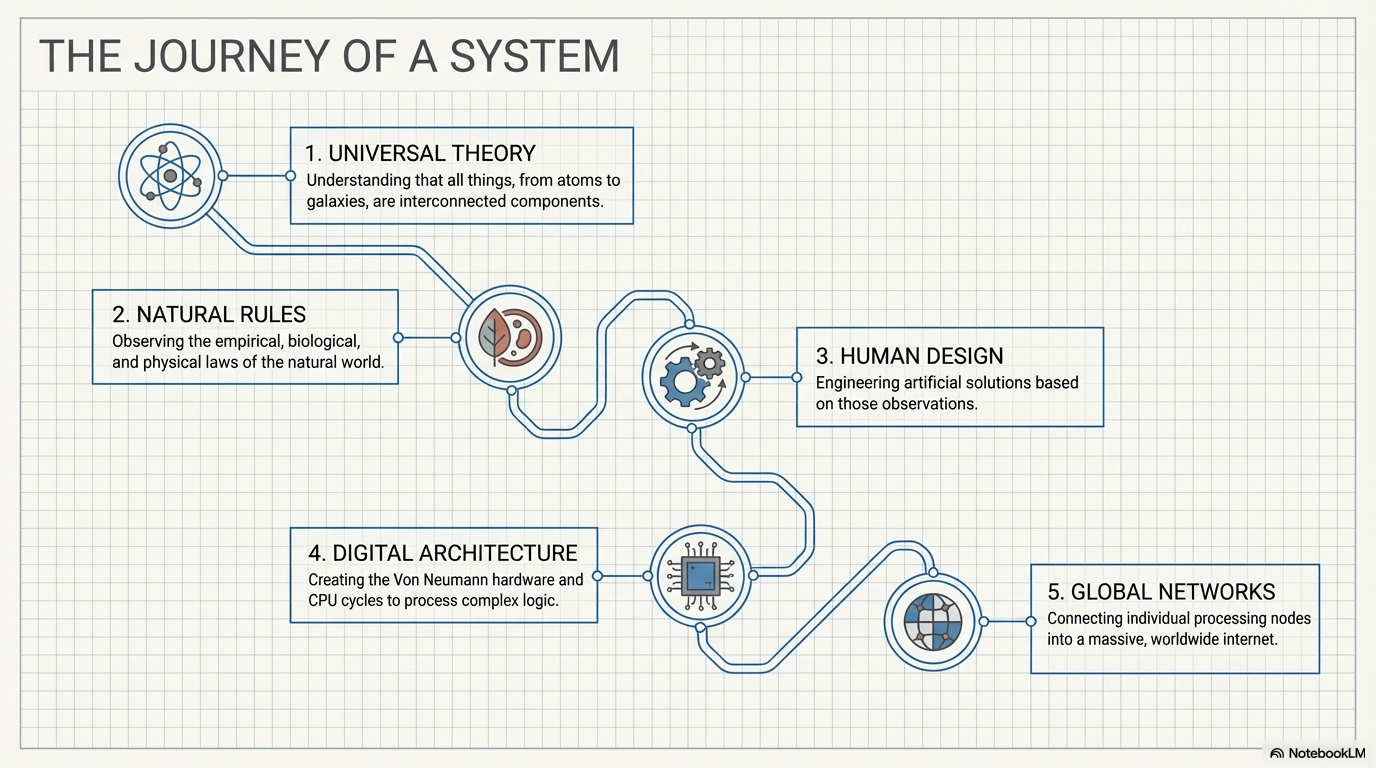 THE JOURNEY OF A SYSTEM
1. UNIVERSAL THEORY
Understanding that all things, from atoms to
galaxies, are interconnected components.
2. NATURAL RULES
Observing the empirical, biological,
and physical laws of the natural world.
3. HUMAN DESIGN
Engineering artificial solutions based
on those observations.
4. DIGITAL ARCHITECTURE
Creating the Von Neumann hardware and
CPU cycles to process complex logic.
5. GLOBAL NETWORKS
Connecting individual processing nodes
into a massive, worldwide internet.
NotebookLM